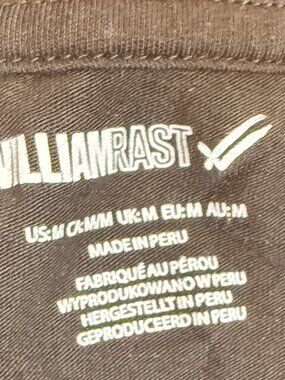 WILLIAMRAST
US:M CA:M/M UK:M EU:M AU:M
MADE IN PERU
FABRIQUÉ AU PÉROU
WYPRODUKOWANO W PERU
HERGESTELLT IN PERU
GEPRODUCEERD IN PERU